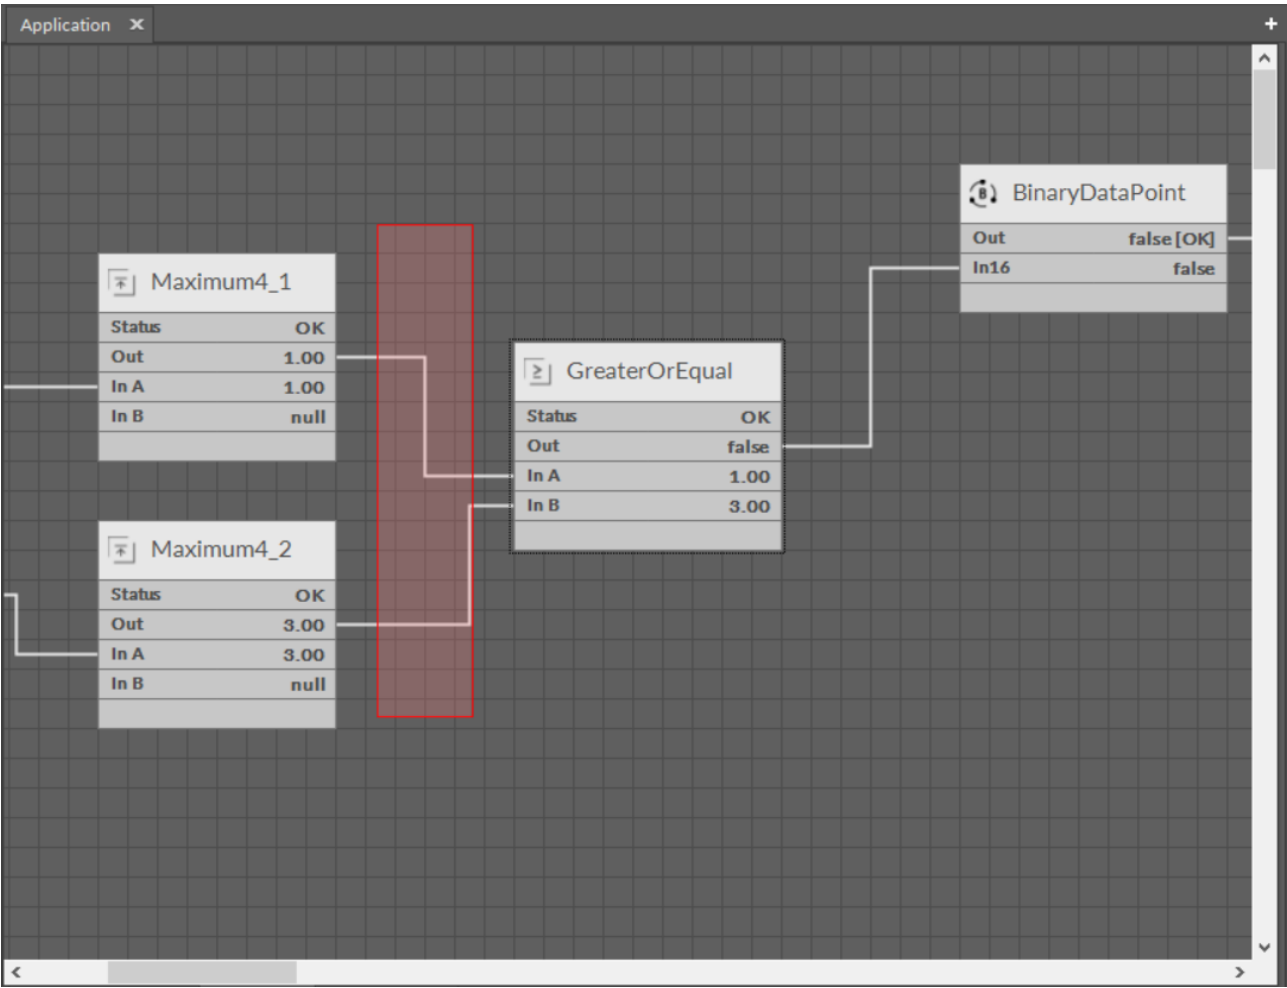 Application
BinaryDataPoint
Out false [OK]
In16 false
Maximum4_1
Status OK
Out 1.00
In A 1.00
In B null
GreaterOrEqual
Status OK
Out false
In A 1.00
In B 3.00
Maximum4_2
Status OK
Out 3.00
In A 3.00
In B null